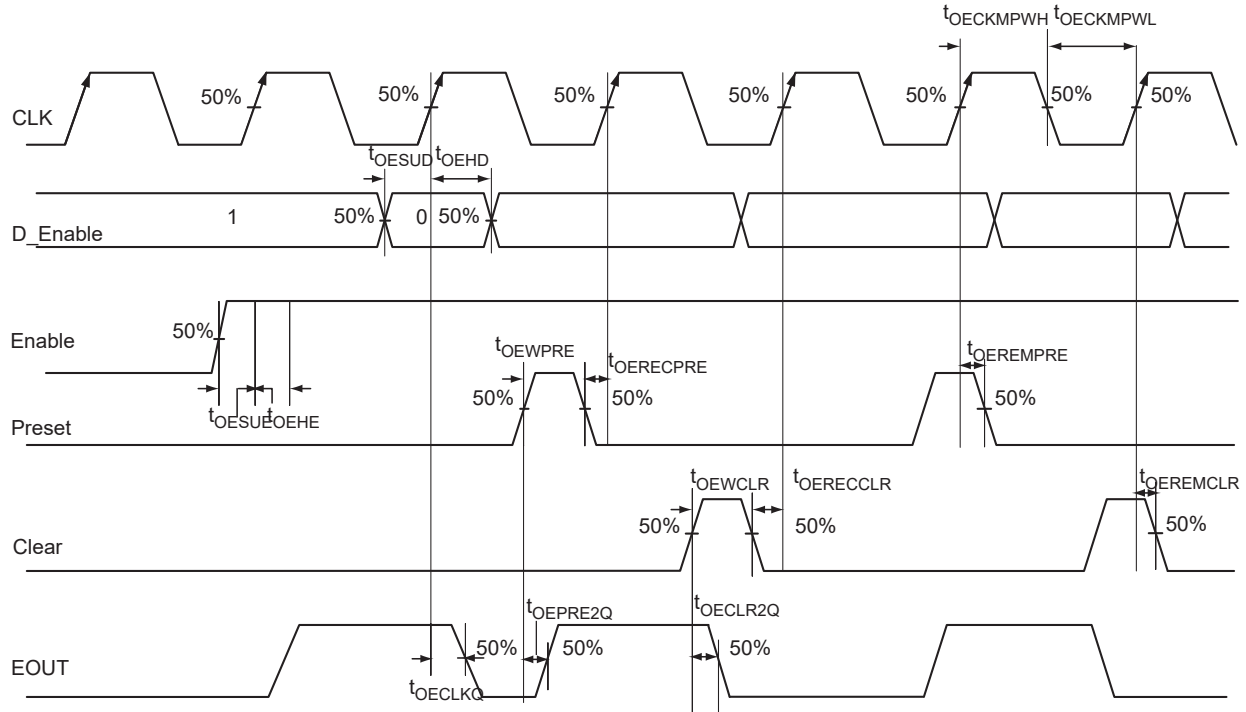 tOECKMPWH tOECKMPWL
50% 50% 50% 50% 50% 50% 50%
CLK
tOESUD tOEHD
1 50% 0 50%
D_Enable
50%
Enable
tOESUE tOEHE
tOEWPRE tOERECPRE tOEREMPRE
50% 50% 50%
Preset
tOEWCLR tOERECCLR tOEREMCLR
50% 50% 50%
Clear
tOEPRE2Q tOECLR2Q
50% 50% 50%
EOUT
tOECLKQ